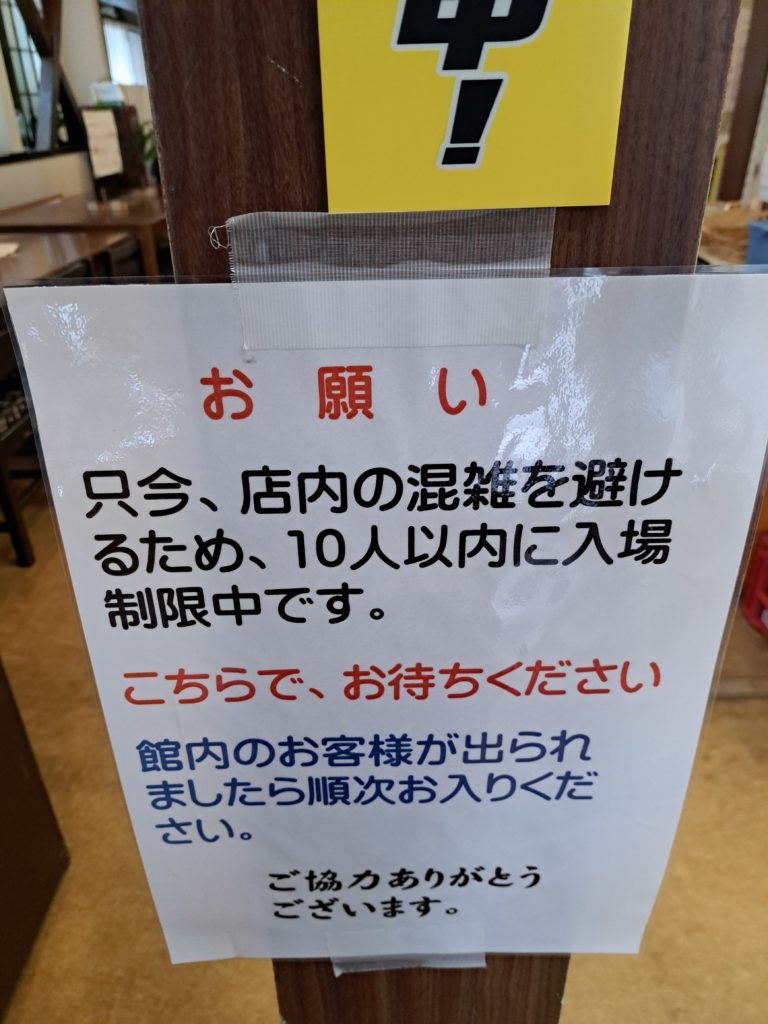 中!
お願い
只今、店内の混雑を避け
るため、10人以内に入場
制限中です。
こちらで、お待ちください
館内のお客様が出られ
ましたら順次お入りくだ
さい。
ご協力ありがとう
ございます。